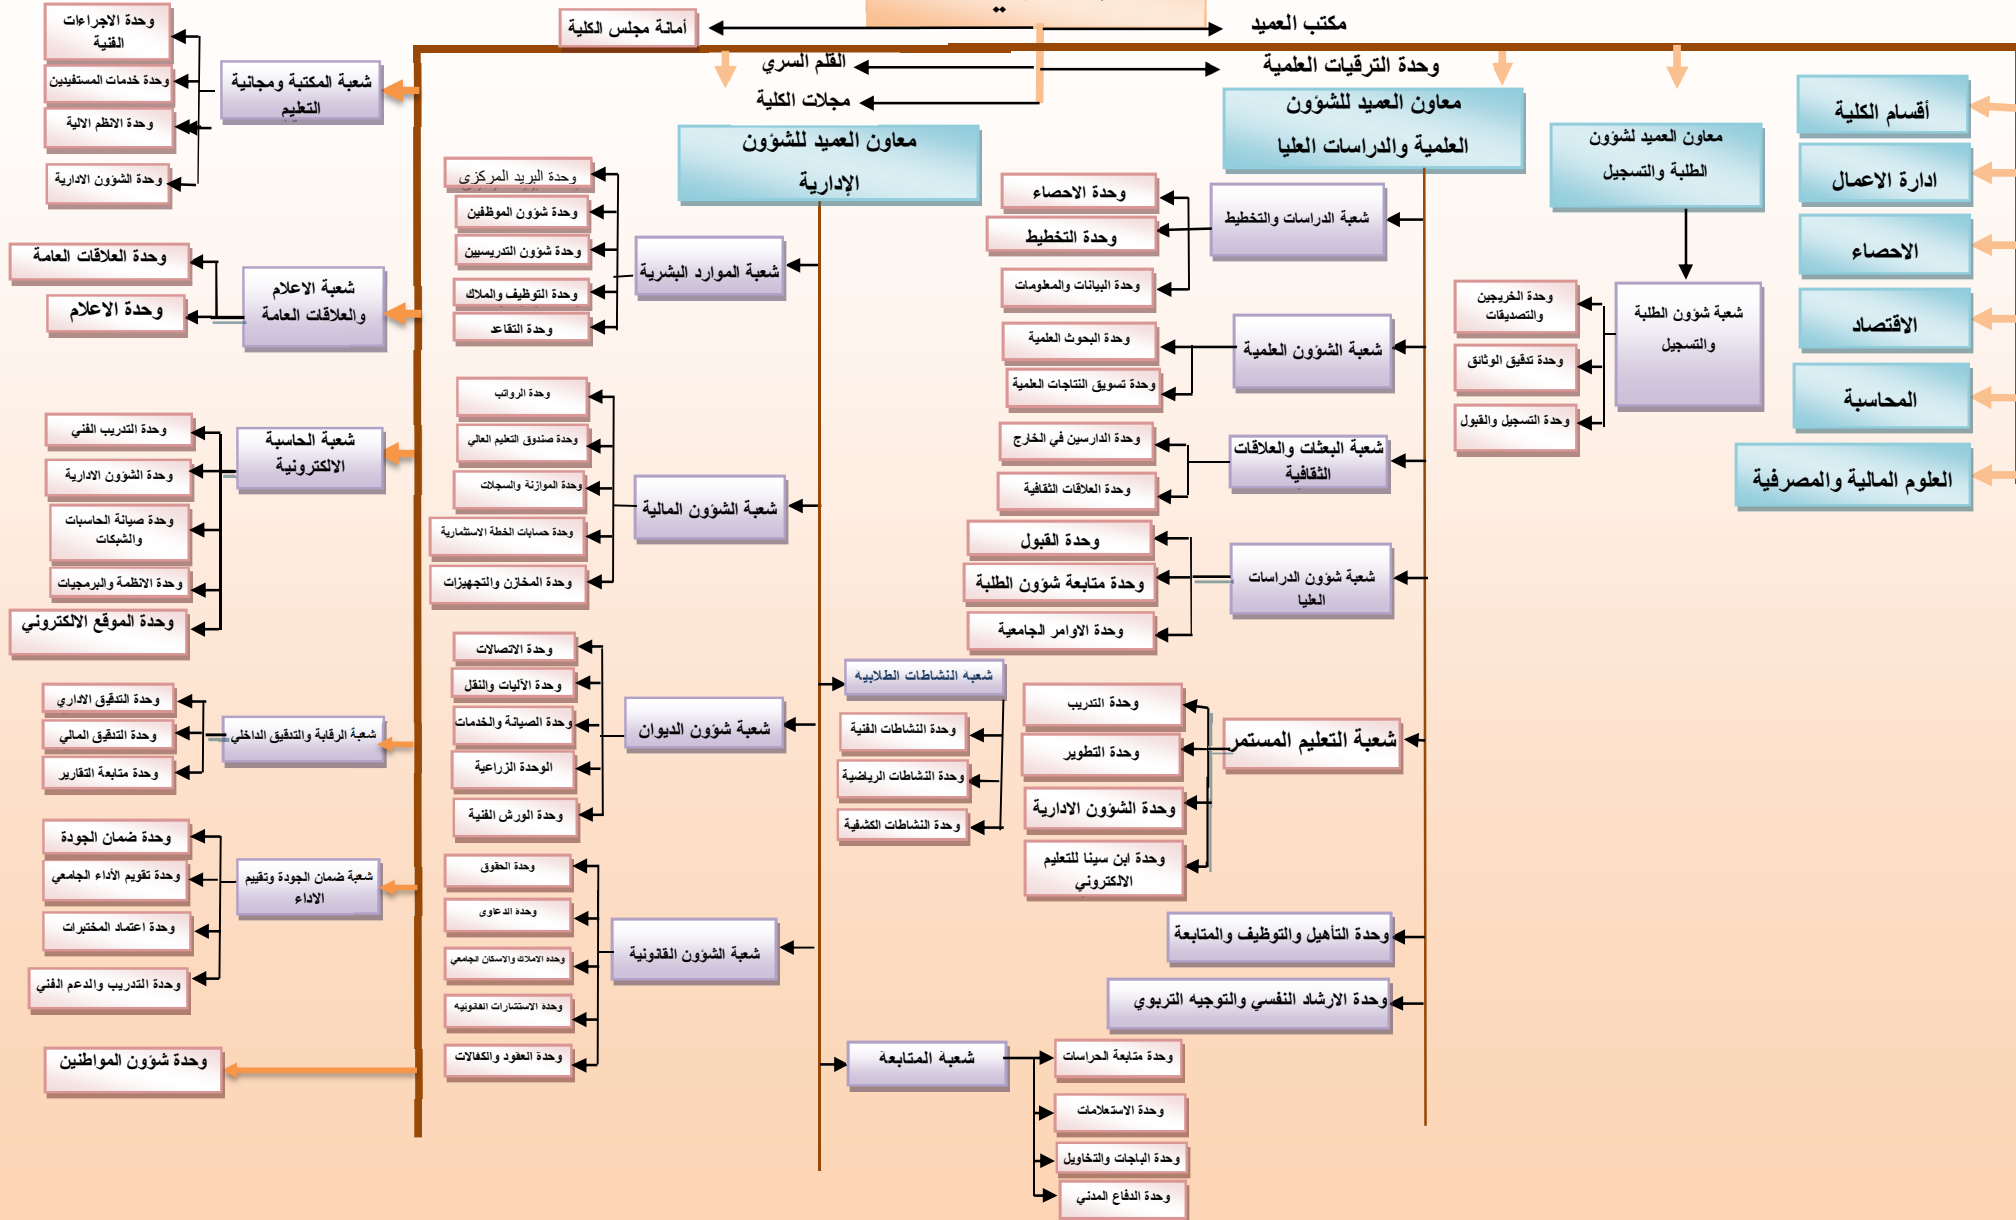 مكتب العميد
أمانة مجلس الكلية
وحدة الترقيات العلمية
القلم السري
مجلات الكلية
أقسام الكلية
ادارة الاعمال
الاحصاء
الاقتصاد
المحاسبة
العلوم المالية والمصرفية
معاون العميد لشؤون
الطلبة والتسجيل
شعبة شؤون الطلبة
والتسجيل
وحدة الخريجين
والتصديقات
وحدة تدقيق الوثائق
وحدة التسجيل والقبول
معاون العميد للشؤون
العلمية والدراسات العليا
شعبة الدراسات والتخطيط
وحدة الاحصاء
وحدة التخطيط
وحدة البيانات والمعلومات
شعبة الشؤون العلمية
وحدة البحوث العلمية
وحدة تسويق النتاجات العلمية
شعبة البعثات والعلاقات
الثقافية
وحدة الدارسين في الخارج
وحدة العلاقات الثقافية
شعبة شؤون الدراسات
العليا
وحدة القبول
وحدة متابعة شؤون الطلبة
وحدة الاوامر الجامعية
شعبة التعليم المستمر
وحدة التدريب
وحدة التطوير
وحدة الشؤون الادارية
وحدة ابن سينا للتعليم
الالكتروني
وحدة التأهيل والتوظيف والمتابعة
وحدة الارشاد النفسي والتوجيه التربوي
معاون العميد للشؤون
الإدارية
شعبة الموارد البشرية
وحدة البريد المركزي
وحدة شؤون الموظفين
وحدة شؤون التدريسيين
وحدة التوظيف والملاك
وحدة التقاعد
شعبة الشؤون المالية
وحدة الرواتب
وحدة صندوق التعليم العالي
وحدة الموازنة والسجلات
وحدة حسابات الخطة الاستثمارية
وحدة المخازن والتجهيزات
شعبة النشاطات الطلابية
وحدة النشاطات الفنية
وحدة النشاطات الرياضية
وحدة النشاطات الكشفية
شعبة شؤون الديوان
وحدة الاتصالات
وحدة الآليات والنقل
وحدة الصيانة والخدمات
الوحدة الزراعية
وحدة الورش الفنية
شعبة الشؤون القانونية
وحدة الحقوق
وحدة الدعاوى
وحدة الاملاك والاسكان الجامعي
وحدة الاستشارات القانونية
وحدة العقود والكفالات
شعبة المتابعة
وحدة متابعة الحراسات
وحدة الاستعلامات
وحدة الباجات والتخاويل
وحدة الدفاع المدني
شعبة المكتبة ومجانية
التعليم
وحدة الاجراءات
الفنية
وحدة خدمات المستفيدين
وحدة الانظم الالية
وحدة الشؤون الادارية
شعبة الاعلام
والعلاقات العامة
وحدة العلاقات العامة
وحدة الاعلام
شعبة الحاسبة
الالكترونية
وحدة التدريب الفني
وحدة الشؤون الادارية
وحدة صيانة الحاسبات
والشبكات
وحدة الانظمة والبرمجيات
وحدة الموقع الالكتروني
شعبة الرقابة والتدقيق الداخلي
وحدة التدقيق الاداري
وحدة التدقيق المالي
وحدة متابعة التقارير
شعبة ضمان الجودة وتقييم
الاداء
وحدة ضمان الجودة
وحدة تقويم الأداء الجامعي
وحدة اعتماد المختبرات
وحدة التدريب والدعم الفني
وحدة شؤون المواطنين